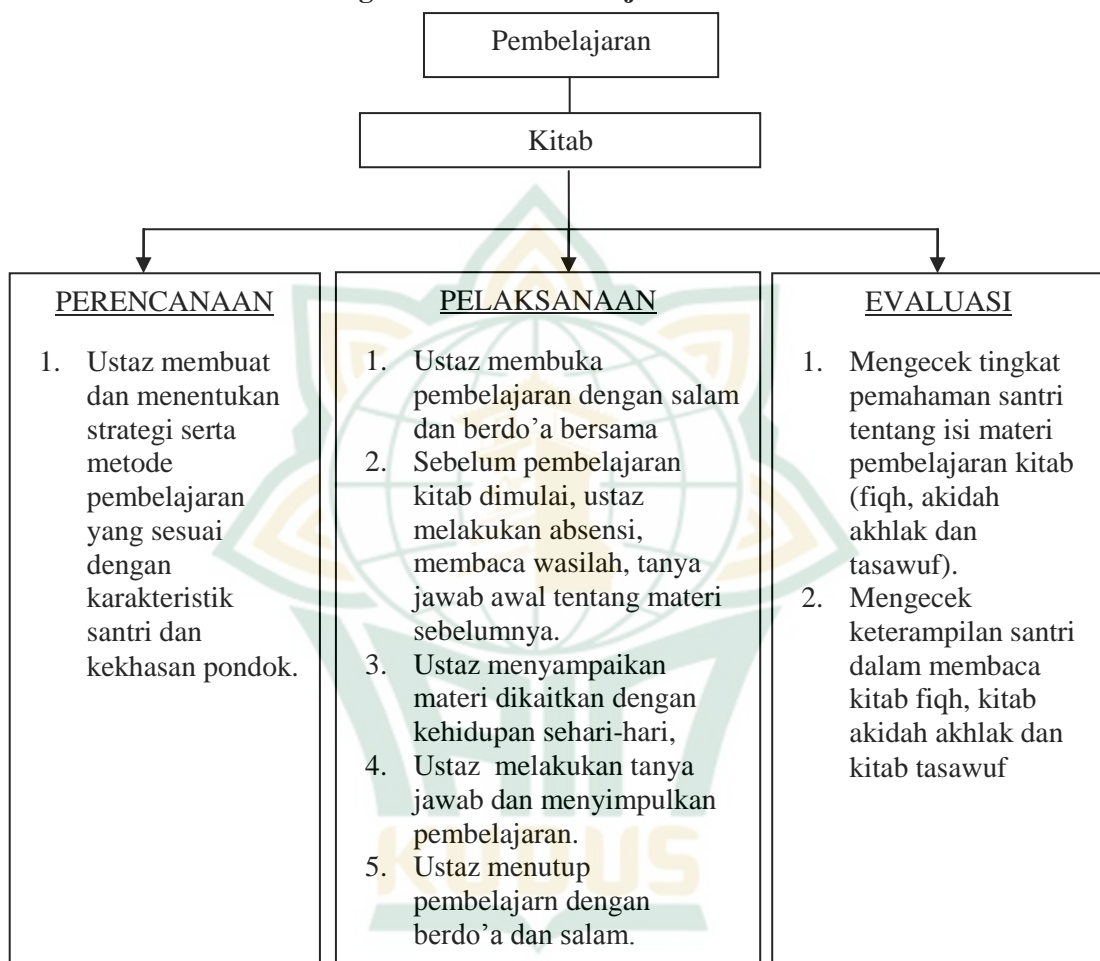 Pembelajaran
Kitab
PERENCANAAN
1. Ustaz membuat
dan menentukan
strategi serta
metode
pembelajaran
yang sesuai
dengan
karakteristik
santri dan
kekhasan pondok.
PELAKSANAAN
1. Ustaz membuka
pembelajaran dengan salam
dan berdo’a bersama
2. Sebelum pembelajaran
kitab dimulai, ustaz
melakukan absensi,
membaca wasilah, tanya
jawab awal tentang materi
sebelumnya.
3. Ustaz menyampaikan
materi dikaitkan dengan
kehidupan sehari-hari,
4. Ustaz melakukan tanya
jawab dan menyimpulkan
pembelajaran.
5. Ustaz menutup
pembelajarn dengan
berdo’a dan salam.
EVALUASI
1. Mengecek tingkat
pemahaman santri
tentang isi materi
pembelajaran kitab
(fiqh, akidah
akhlak dan
tasawuf).
2. Mengecek
keterampilan santri
dalam membaca
kitab fiqh, kitab
akidah akhlak dan
kitab tasawuf
KUDUS